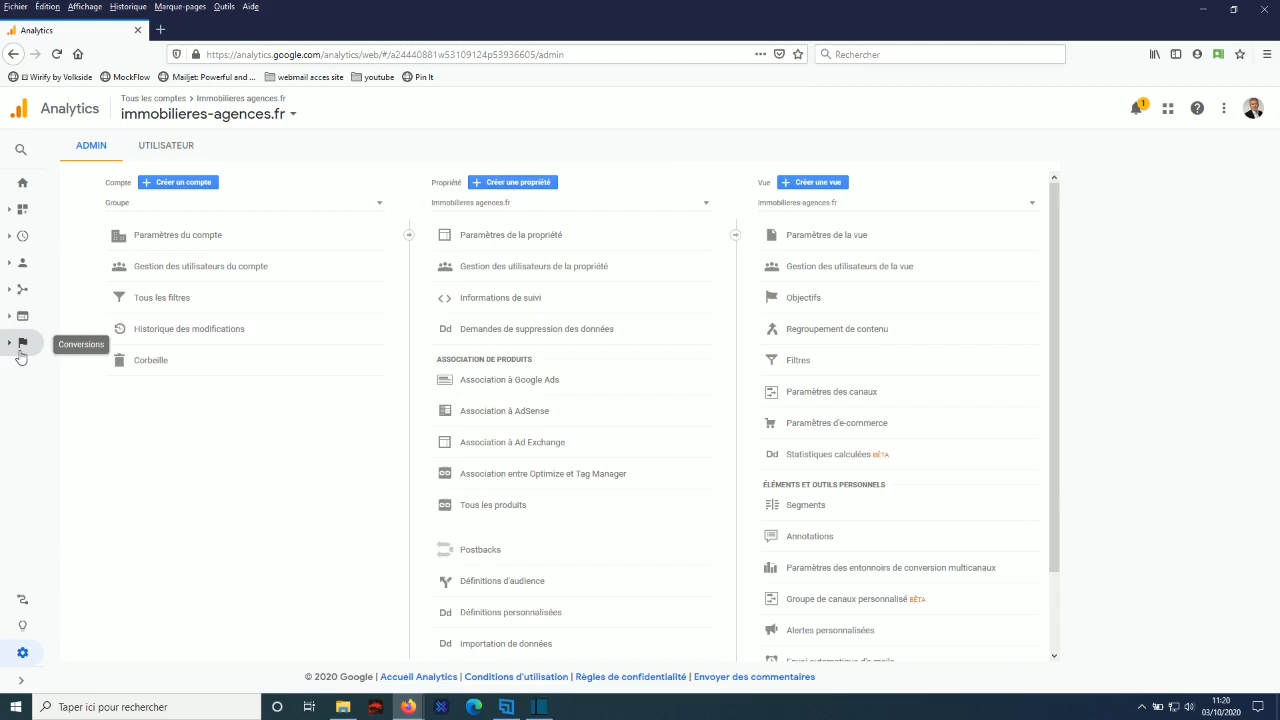 Fichier Édition Affichage Historique Marque-pages Outils Aide
Analytics
https://analytics.google.com/analytics/web/#/a24440881w53109124p53936605/admin
Rechercher
Wirify by Volkside MockFlow Mailjet: Powerful and ... webmail acces site youtube Pin It
Analytics
Tous les comptes > Immobilieres agences.fr
immobilieres-agences.fr
1
ADMIN UTILISATEUR
Compte + Créer un compte
Groupe
Paramètres du compte
Gestion des utilisateurs du compte
Tous les filtres
Historique des modifications
Corbeille
Conversions
Propriété + Créer une propriété
Immobilieres agences.fr
Paramètres de la propriété
Gestion des utilisateurs de la propriété
Informations de suivi
Dd Demandes de suppression des données
ASSOCIATION DE PRODUITS
Association à Google Ads
Association à AdSense
Association à Ad Exchange
Association entre Optimize et Tag Manager
Tous les produits
Postbacks
Définitions d'audience
Dd Définitions personnalisées
Dd Importation de données
Vue + Créer une vue
Immobilieres-agences.fr
Paramètres de la vue
Gestion des utilisateurs de la vue
Objectifs
Regroupement de contenu
Filtres
Paramètres des canaux
Paramètres d'e-commerce
Dd Statistiques calculées BÊTA
ÉLÉMENTS ET OUTILS PERSONNELS
Segments
Annotations
Paramètres des entonnoirs de conversion multicanaux
Groupe de canaux personnalisé BÊTA
Alertes personnalisées
Envoi automatique d'e-mails
© 2020 Google | Accueil Analytics | Conditions d'utilisation | Règles de confidentialité | Envoyer des commentaires
Taper ici pour rechercher
11:20
03/10/2020